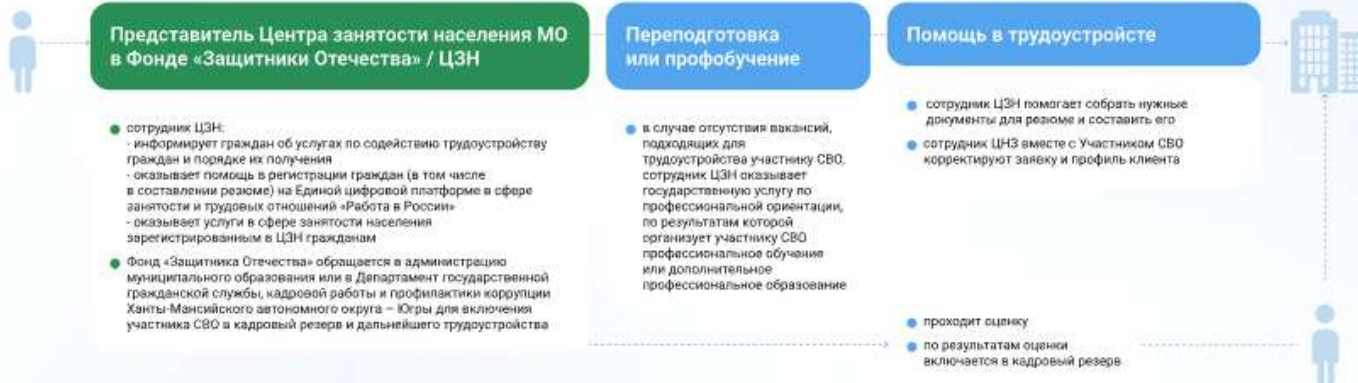 Представитель Центра занятости населения МО
в Фонде «Защитники Отечества» / ЦЗН
сотрудник ЦЗН:
- информирует граждан об услугах по содействию трудоустройству
граждан и порядке их получения
- оказывает помощь в регистрации граждан (в том числе
в составлении резюме) на Единой цифровой платформе в сфере
занятости и трудовых отношений «Работа в России»
- оказывает услуги в сфере занятости населения
зарегистрированным в ЦЗН гражданам
Фонд «Защитника Отечества» обращается в администрацию
муниципального образования или в Департамент государственной
гражданской службы, кадровой работы и профилактики коррупции
Ханты-Мансийского автономного округа – Югры для включения
участника СВО в кадровый резерв и дальнейшего трудоустройства
Переподготовка
или профобучение
в случае отсутствия вакансий,
подходящих для
трудоустройства участнику СВО,
сотрудник ЦЗН оказывает
государственную услугу по
профессиональной ориентации,
по результатам которой
организует участнику СВО
профессиональное обучение
или дополнительное
профессиональное образование
Помощь в трудоустройсте
сотрудник ЦЗН помогает собрать нужные
документы для резюме и составить его
сотрудник ЦНЗ вместе с Участником СВО
корректируют заявку и профиль клиента
проходит оценку
по результатам оценки
включается в кадровый резерв